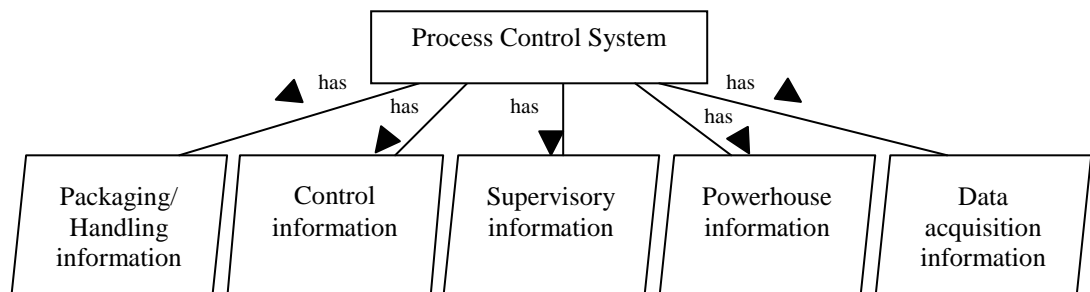 Process Control System
has
has
has
has
has
Packaging/
Handling
information
Control
information
Supervisory
information
Powerhouse
information
Data
acquisition
information